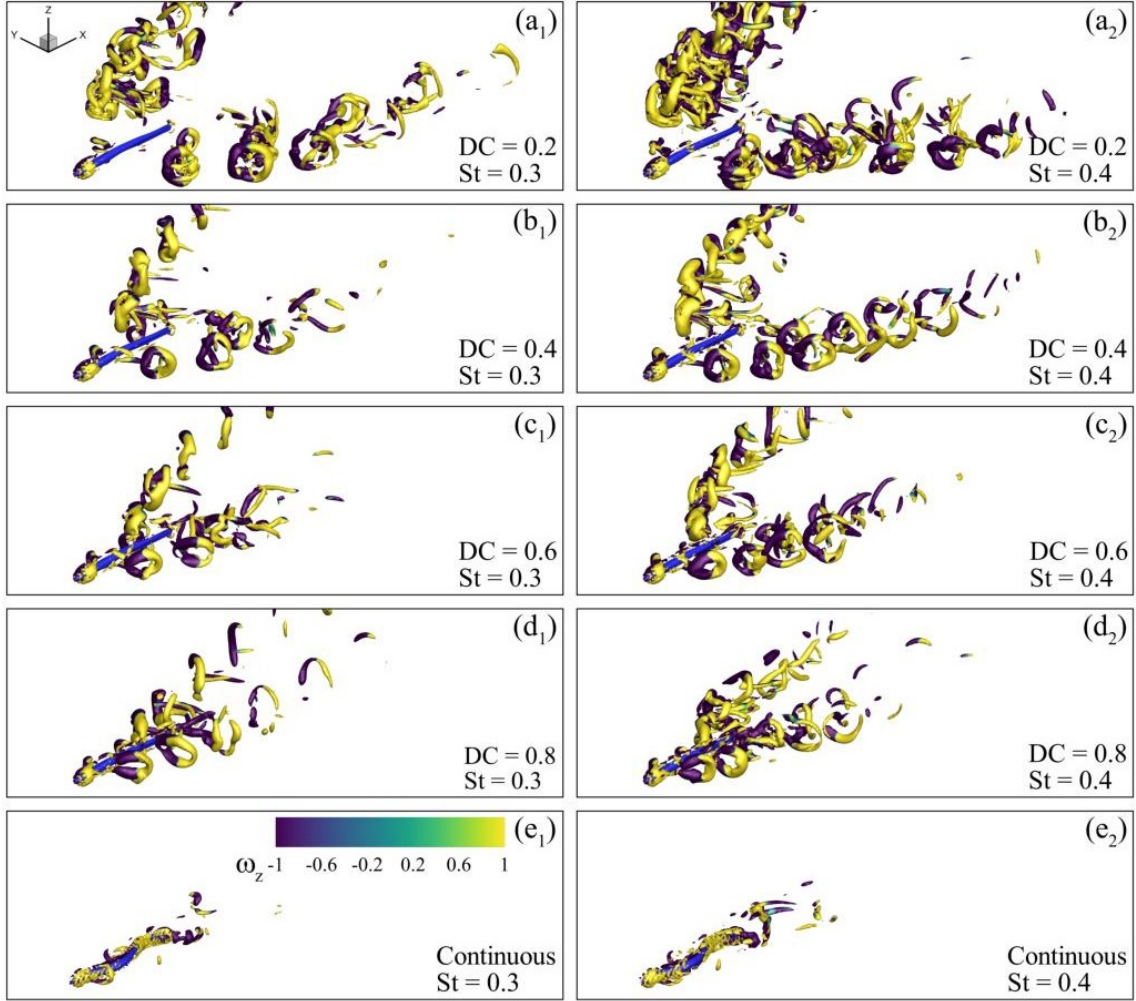 Z
Y X
(a₁)
DC = 0.2
St = 0.3
(a₂)
DC = 0.2
St = 0.4
(b₁)
DC = 0.4
St = 0.3
(b₂)
DC = 0.4
St = 0.4
(c₁)
DC = 0.6
St = 0.3
(c₂)
DC = 0.6
St = 0.4
(d₁)
DC = 0.8
St = 0.3
(d₂)
DC = 0.8
St = 0.4
(e₁)
ω_z -1 -0.6 -0.2 0.2 0.6 1
Continuous
St = 0.3
(e₂)
Continuous
St = 0.4